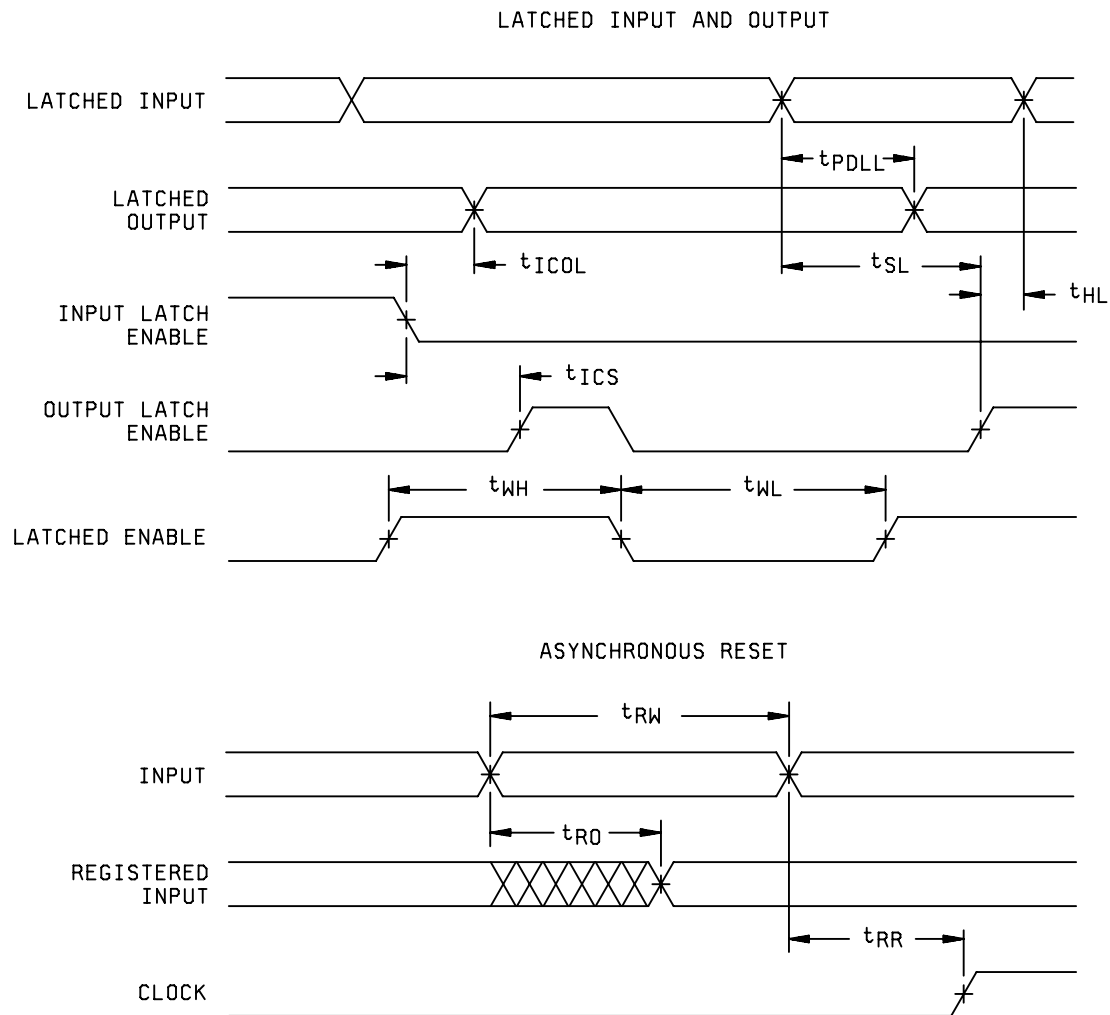 LATCHED INPUT AND OUTPUT
LATCHED INPUT
tPDLL
LATCHED
OUTPUT
tICOL
tSL
tHL
INPUT LATCH
ENABLE
tICS
OUTPUT LATCH
ENABLE
tWH
tWL
LATCHED ENABLE
ASYNCHRONOUS RESET
tRW
INPUT
tRO
REGISTERED
INPUT
tRR
CLOCK